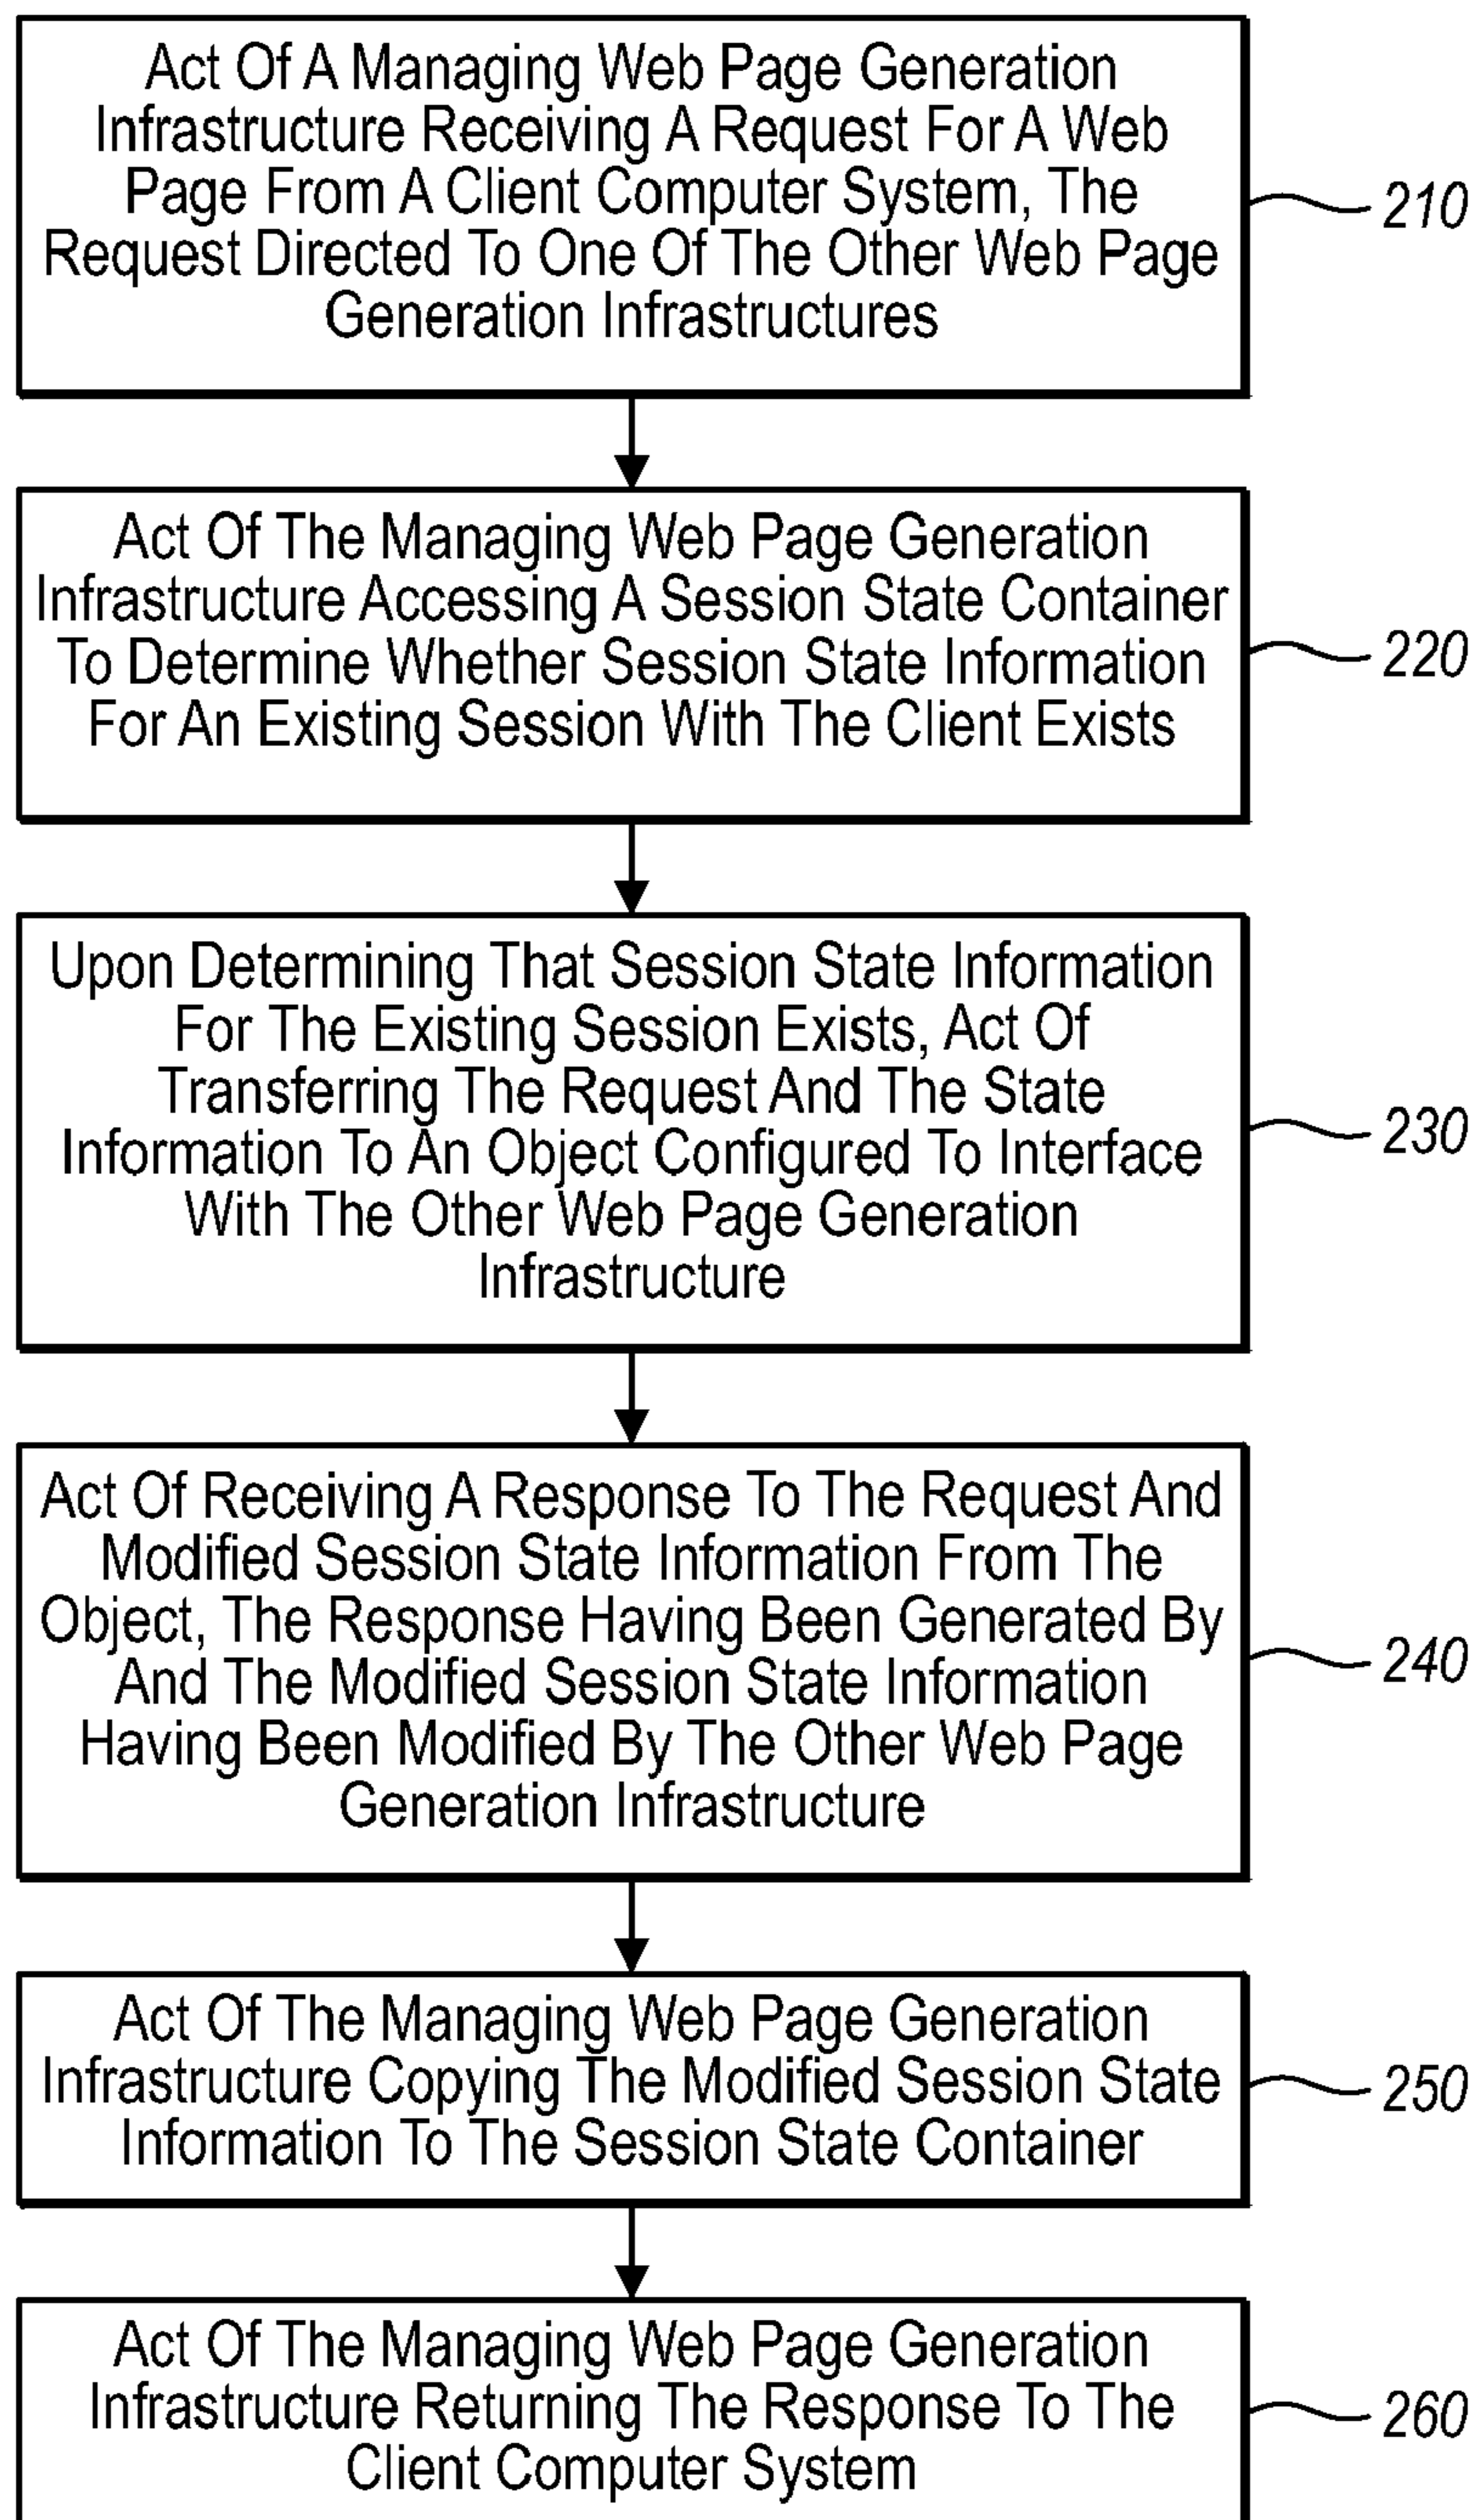 Act Of A Managing Web Page Generation
Infrastructure Receiving A Request For A Web
Page From A Client Computer System, The
Request Directed To One Of The Other Web Page
Generation Infrastructures
210
Act Of The Managing Web Page Generation
Infrastructure Accessing A Session State Container
To Determine Whether Session State Information
For An Existing Session With The Client Exists
220
Upon Determining That Session State Information
For The Existing Session Exists, Act Of
Transferring The Request And The State
Information To An Object Configured To Interface
With The Other Web Page Generation
Infrastructure
230
Act Of Receiving A Response To The Request And
Modified Session State Information From The
Object, The Response Having Been Generated By
And The Modified Session State Information
Having Been Modified By The Other Web Page
Generation Infrastructure
240
Act Of The Managing Web Page Generation
Infrastructure Copying The Modified Session State
Information To The Session State Container
250
Act Of The Managing Web Page Generation
Infrastructure Returning The Response To The
Client Computer System
260